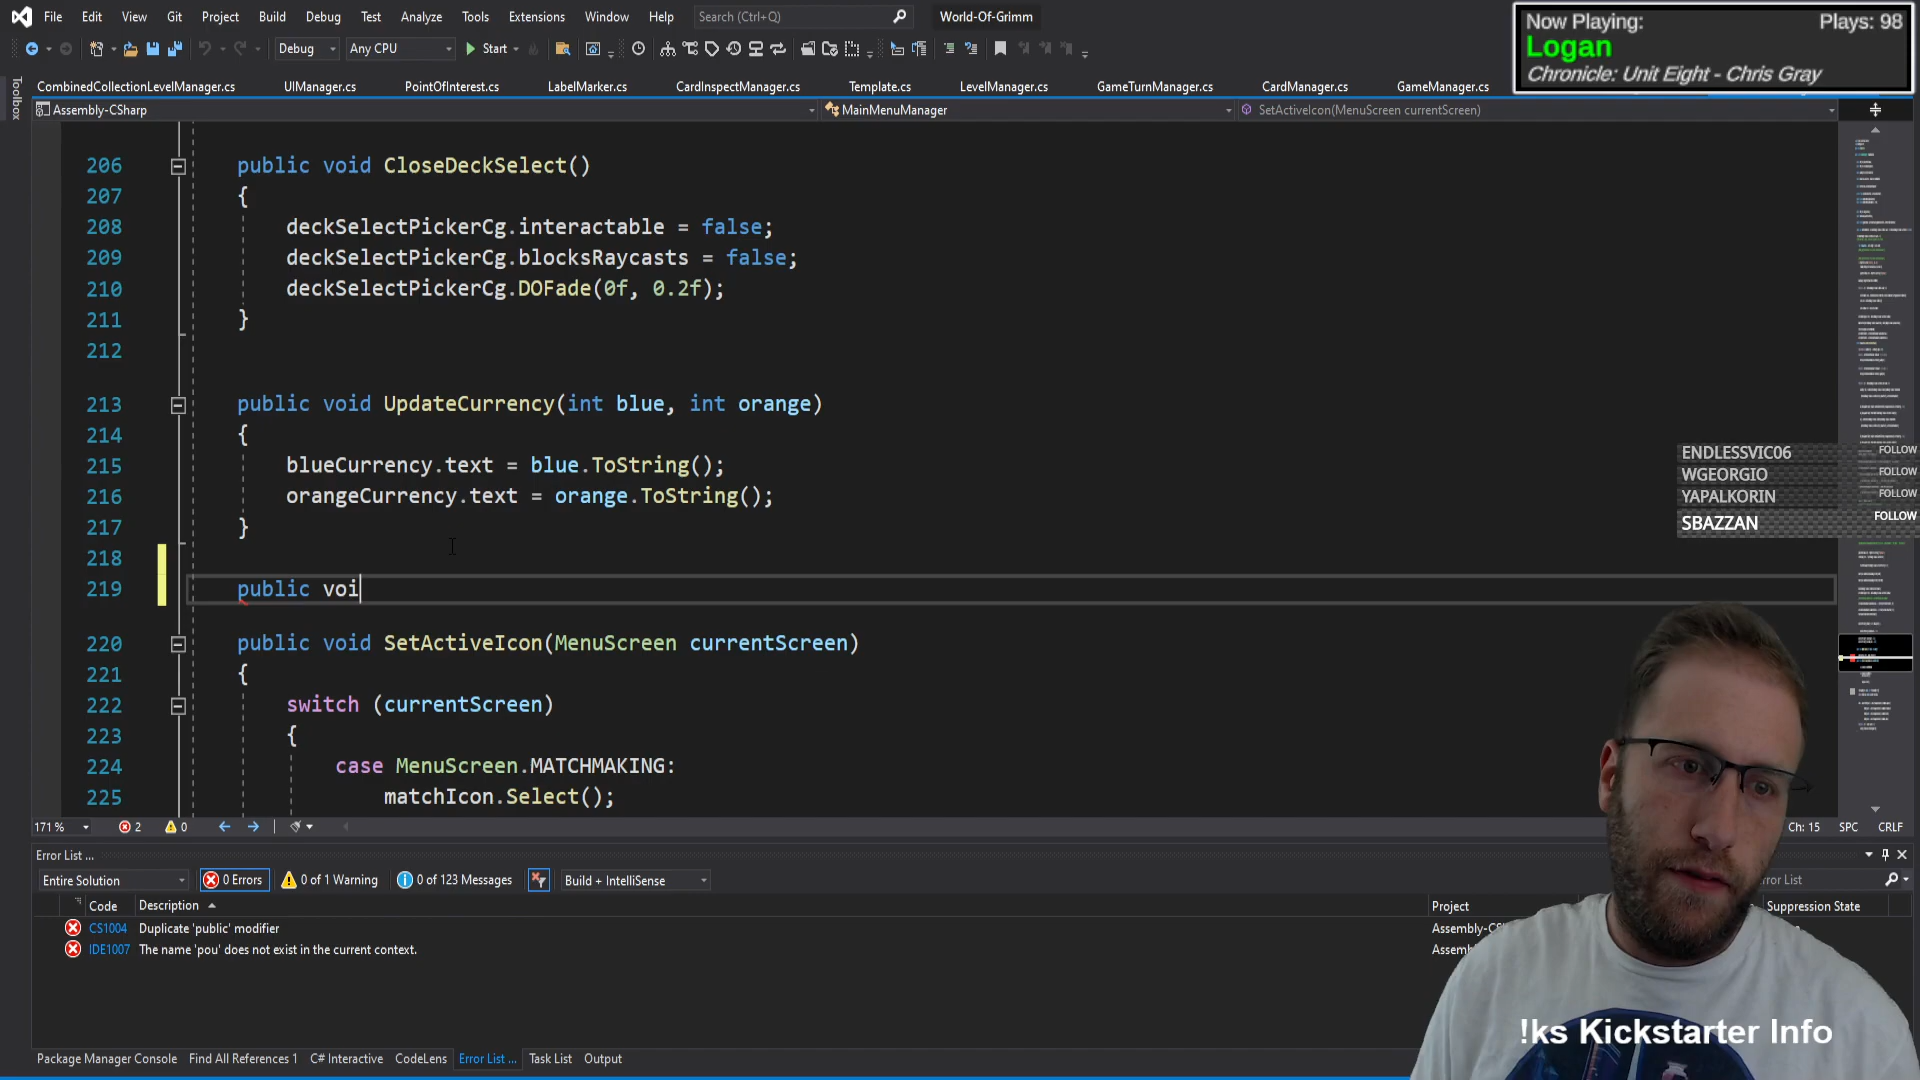 File Edit View Git Project Build Debug Test Analyze Tools Extensions Window Help Search (Ctrl+Q) World-Of-Grimm
Debug Any CPU Start
CombinedCollectionLevelManager.cs UIManager.cs PointOfInterest.cs LabelMarker.cs CardInspectManager.cs Template.cs LevelManager.cs GameTurnManager.cs CardManager.cs GameManager.cs
Now Playing: Plays: 98
Logan
Chronicle: Unit Eight - Chris Gray
Toolbox
Assembly-CSharp MainMenuManager SetActiveIcon(MenuScreen currentScreen)
206 public void CloseDeckSelect()
207 {
208 deckSelectPickerCg.interactable = false;
209 deckSelectPickerCg.blocksRaycasts = false;
210 deckSelectPickerCg.DOFade(0f, 0.2f);
211 }
212
213 public void UpdateCurrency(int blue, int orange)
214 {
215 blueCurrency.text = blue.ToString();
216 orangeCurrency.text = orange.ToString();
217 }
218
219 public voi
220 public void SetActiveIcon(MenuScreen currentScreen)
221 {
222 switch (currentScreen)
223 {
224 case MenuScreen.MATCHMAKING:
225 matchIcon.Select();
ENDLESSVIC06 FOLLOW
WGEORGIO FOLLOW
YAPALKORIN FOLLOW
SBAZZAN FOLLOW
171 % 2 0 Ch: 15 SPC CRLF
Error List ...
Entire Solution 0 Errors 0 of 1 Warning 0 of 123 Messages Build + IntelliSense
Code Description Project Suppression State
CS1004 Duplicate 'public' modifier
IDE1007 The name 'pou' does not exist in the current context.
!ks Kickstarter Info
Package Manager Console Find All References 1 C# Interactive CodeLens Error List ... Task List Output